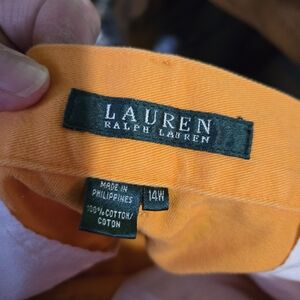 LAUREN
RALPH LAUREN
MADE IN
PHILIPPINES
14W
100% COTTON/
COTON